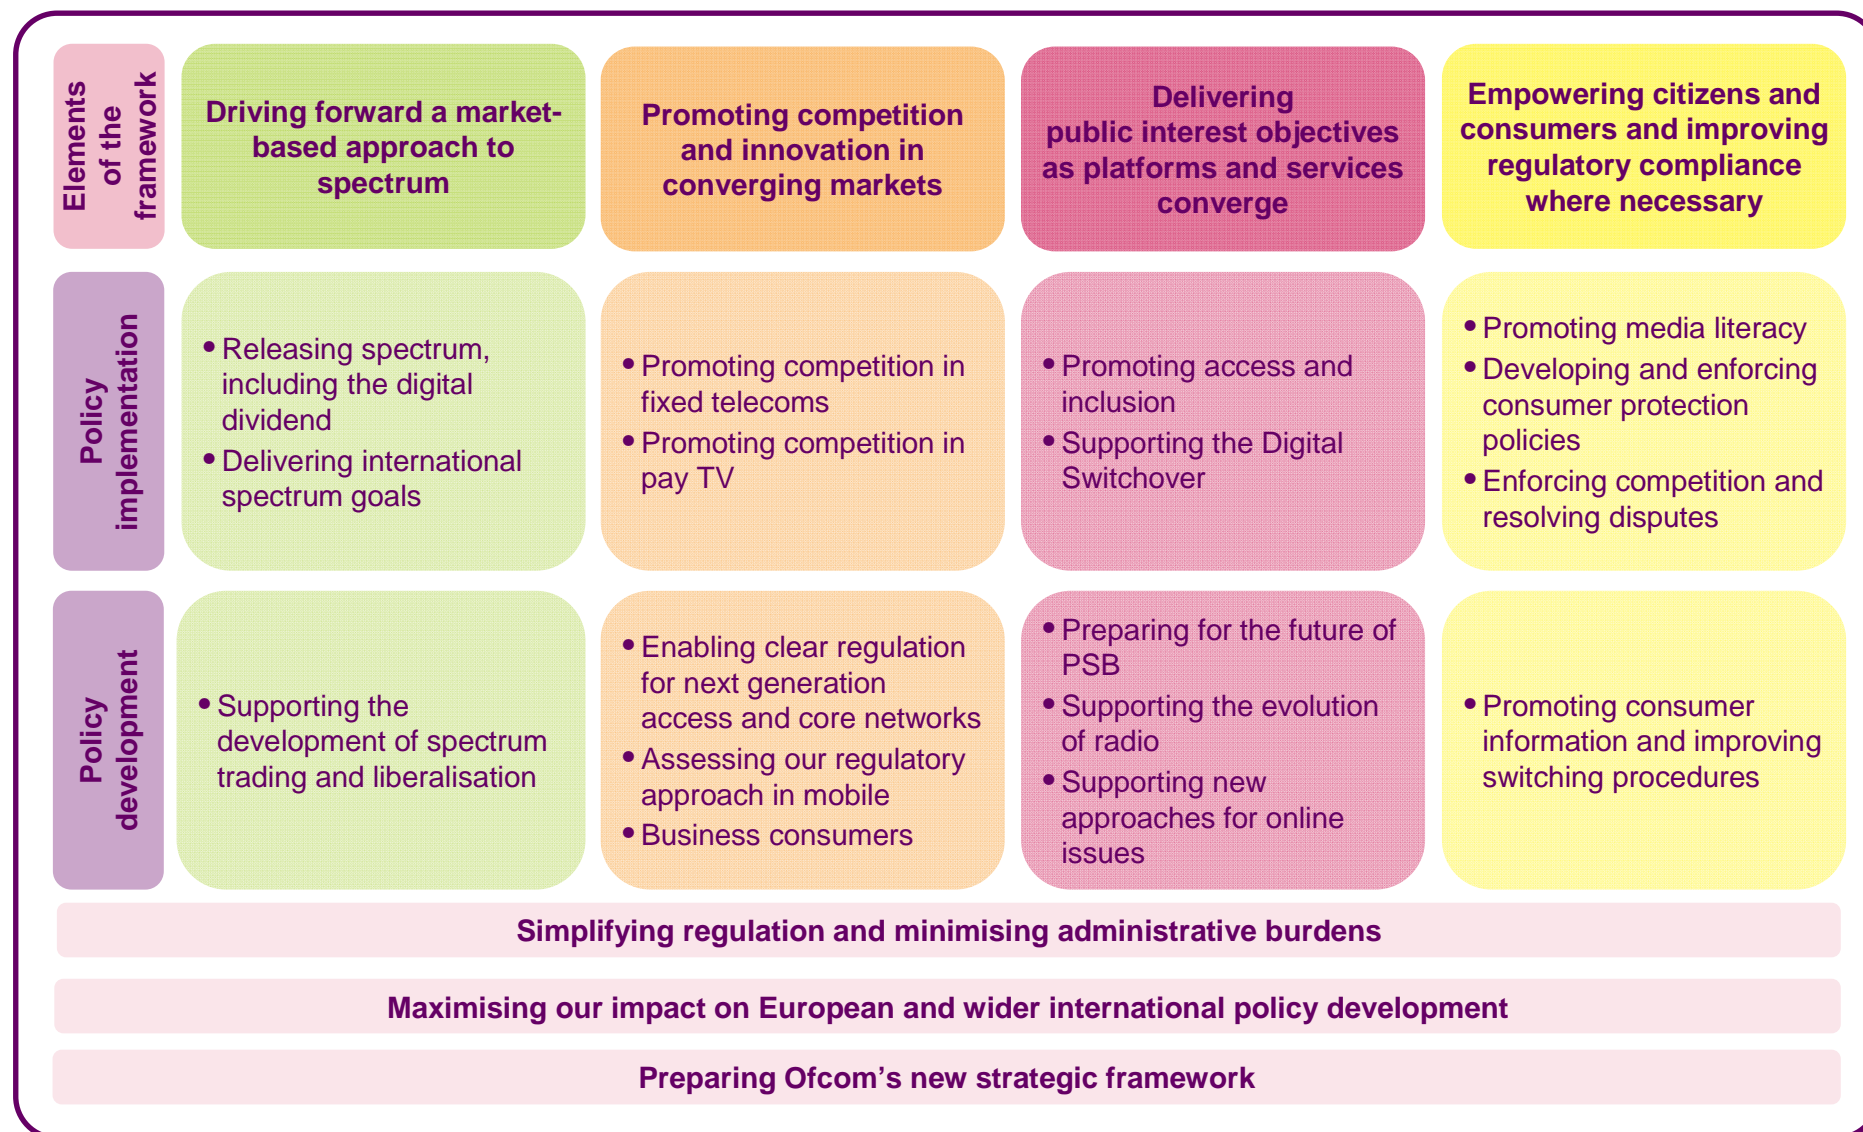 Elements
of the
framework
Driving forward a market-
based approach to
spectrum
Promoting competition
and innovation in
converging markets
Delivering
public interest objectives
as platforms and services
converge
Empowering citizens and
consumers and improving
regulatory compliance
where necessary
Policy
implementation
• Releasing spectrum,
including the digital
dividend
• Delivering international
spectrum goals
• Promoting competition in
fixed telecoms
• Promoting competition in
pay TV
• Promoting access and
inclusion
• Supporting the Digital
Switchover
• Promoting media literacy
• Developing and enforcing
consumer protection
policies
• Enforcing competition and
resolving disputes
Policy
development
• Supporting the
development of spectrum
trading and liberalisation
• Enabling clear regulation
for next generation
access and core networks
• Assessing our regulatory
approach in mobile
• Business consumers
• Preparing for the future of
PSB
• Supporting the evolution
of radio
• Supporting new
approaches for online
issues
• Promoting consumer
information and improving
switching procedures
Simplifying regulation and minimising administrative burdens
Maximising our impact on European and wider international policy development
Preparing Ofcom’s new strategic framework